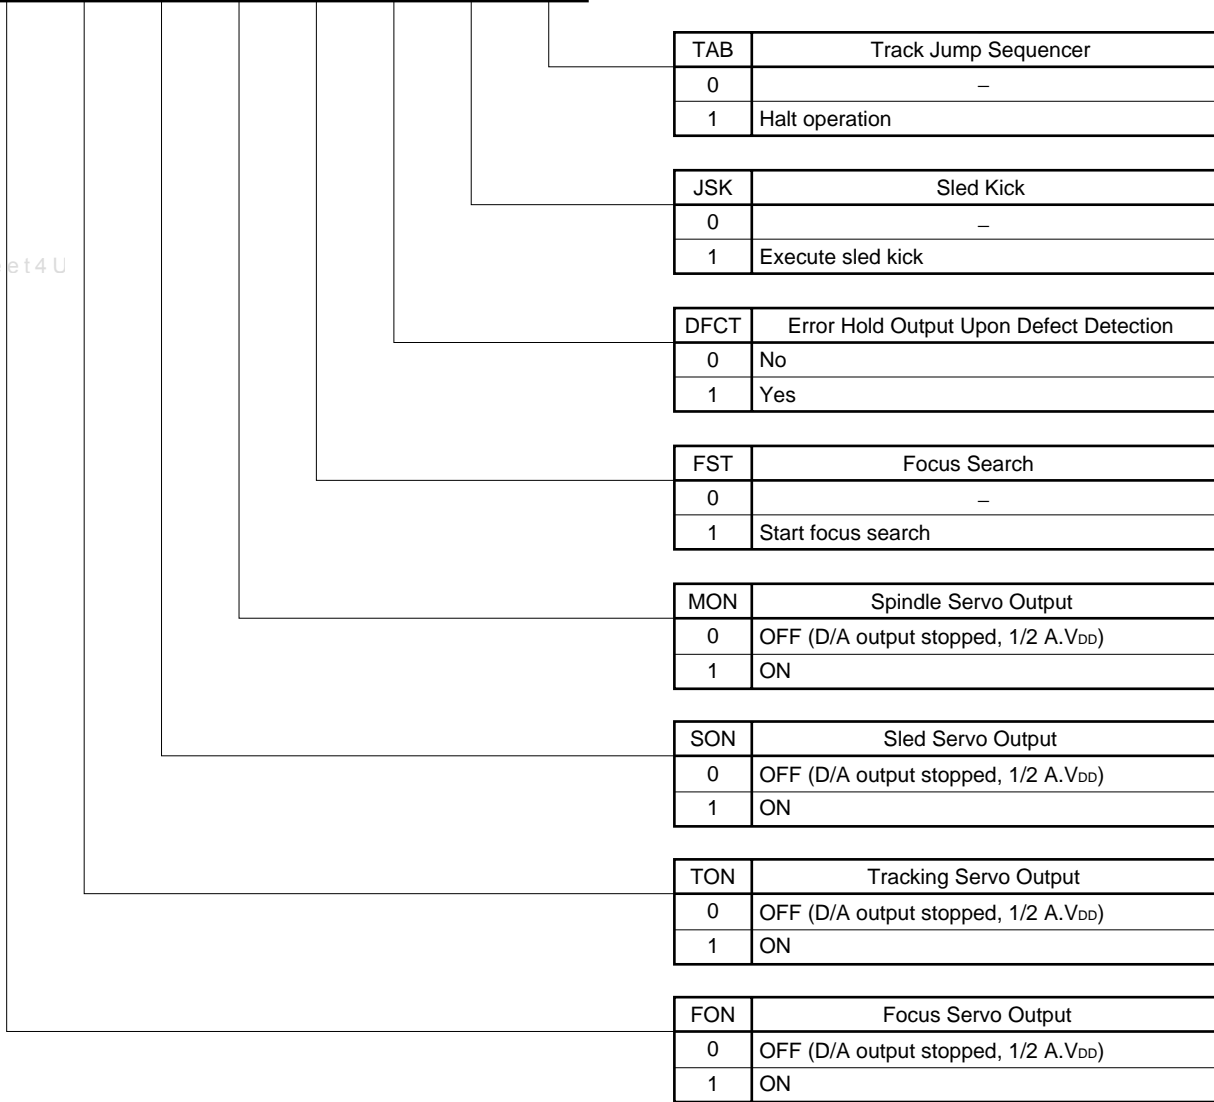 TAB Track Jump Sequencer
0 –
1 Halt operation
JSK Sled Kick
0 –
1 Execute sled kick
et4U
DFCT Error Hold Output Upon Defect Detection
0 No
1 Yes
FST Focus Search
0 –
1 Start focus search
MON Spindle Servo Output
0 OFF (D/A output stopped, 1/2 A.VDD)
1 ON
SON Sled Servo Output
0 OFF (D/A output stopped, 1/2 A.VDD)
1 ON
TON Tracking Servo Output
0 OFF (D/A output stopped, 1/2 A.VDD)
1 ON
FON Focus Servo Output
0 OFF (D/A output stopped, 1/2 A.VDD)
1 ON